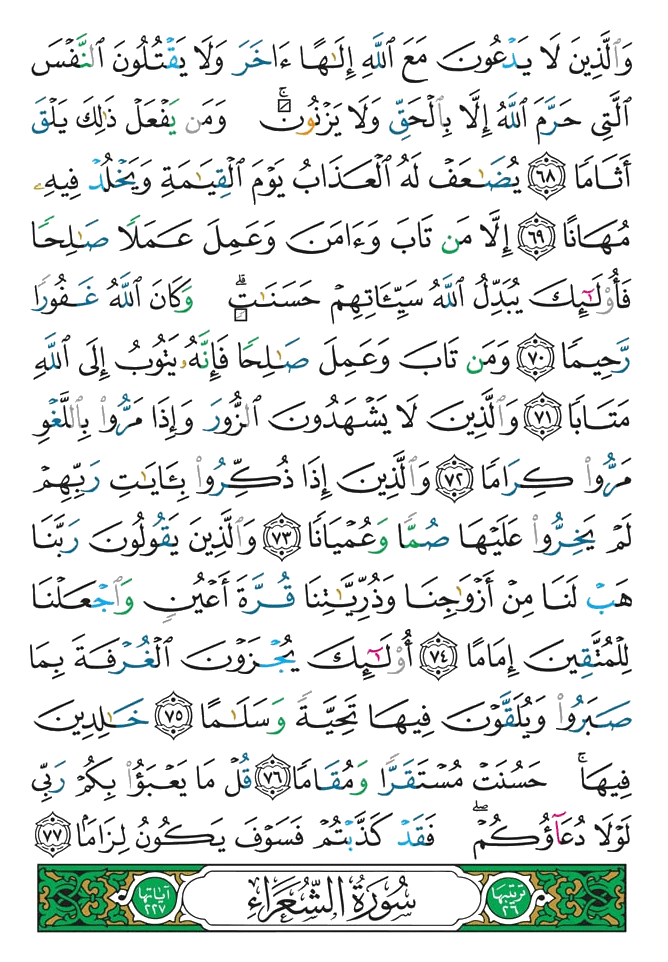 وَٱلَّذِينَ لَا يَدْعُونَ مَعَ ٱللَّهِ إِلَـٰهًا ءَاخَرَ وَلَا يَقْتُلُونَ ٱلنَّفْسَ
ٱلَّتِى حَرَّمَ ٱللَّهُ إِلَّا بِٱلْحَقِّ وَلَا يَزْنُونَ ۚ وَمَن يَفْعَلْ ذَٰلِكَ يَلْقَ
أَثَامًا ﴿٦٨﴾ يُضَـٰعَفْ لَهُ ٱلْعَذَابُ يَوْمَ ٱلْقِيَـٰمَةِ وَيَخْلُدْ فِيهِۦ
مُهَانًا ﴿٦٩﴾ إِلَّا مَن تَابَ وَءَامَنَ وَعَمِلَ عَمَلًا صَـٰلِحًا
فَأُو۟لَـٰٓئِكَ يُبَدِّلُ ٱللَّهُ سَيِّـَٔاتِهِمْ حَسَنَـٰتٍ ۗ وَكَانَ ٱللَّهُ غَفُورًا
رَّحِيمًا ﴿٧٠﴾ وَمَن تَابَ وَعَمِلَ صَـٰلِحًا فَإِنَّهُۥ يَتُوبُ إِلَى ٱللَّهِ
مَتَابًا ﴿٧١﴾ وَٱلَّذِينَ لَا يَشْهَدُونَ ٱلزُّورَ وَإِذَا مَرُّوا۟ بِٱللَّغْوِ
مَرُّوا۟ كِرَامًا ﴿٧٢﴾ وَٱلَّذِينَ إِذَا ذُكِّرُوا۟ بِـَٔايَـٰتِ رَبِّهِمْ
لَمْ يَخِرُّوا۟ عَلَيْهَا صُمًّا وَعُمْيَانًا ﴿٧٣﴾ وَٱلَّذِينَ يَقُولُونَ رَبَّنَا
هَبْ لَنَا مِنْ أَزْوَٰجِنَا وَذُرِّيَّـٰتِنَا قُرَّةَ أَعْيُنٍ وَٱجْعَلْنَا
لِلْمُتَّقِينَ إِمَامًا ﴿٧٤﴾ أُو۟لَـٰٓئِكَ يُجْزَوْنَ ٱلْغُرْفَةَ بِمَا
صَبَرُوا۟ وَيُلَقَّوْنَ فِيهَا تَحِيَّةً وَسَلَـٰمًا ﴿٧٥﴾ خَـٰلِدِينَ
فِيهَا ۚ حَسُنَتْ مُسْتَقَرًّا وَمُقَامًا ﴿٧٦﴾ قُلْ مَا يَعْبَؤُا۟ بِكُمْ رَبِّى
لَوْلَا دُعَآؤُكُمْ ۖ فَقَدْ كَذَّبْتُمْ فَسَوْفَ يَكُونُ لِزَامًۢا ﴿٧٧﴾
ترتيبها ٢٦ سُورَةُ الشُّعَرَاءِ آياتها ٢٢٧